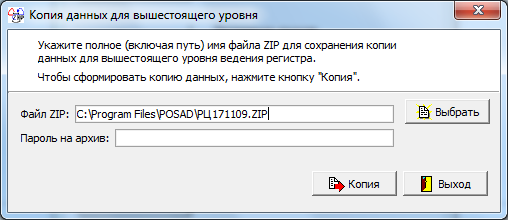 Копия данных для вышестоящего уровня
Укажите полное (включая путь) имя файла ZIP для сохранения копии
данных для вышестоящего уровня ведения регистра.
Чтобы сформировать копию данных, нажмите кнопку "Копия".
Файл ZIP: C:\Program Files\POSAD\РЦ171109.ZIP Выбрать
Пароль на архив:
Копия Выход